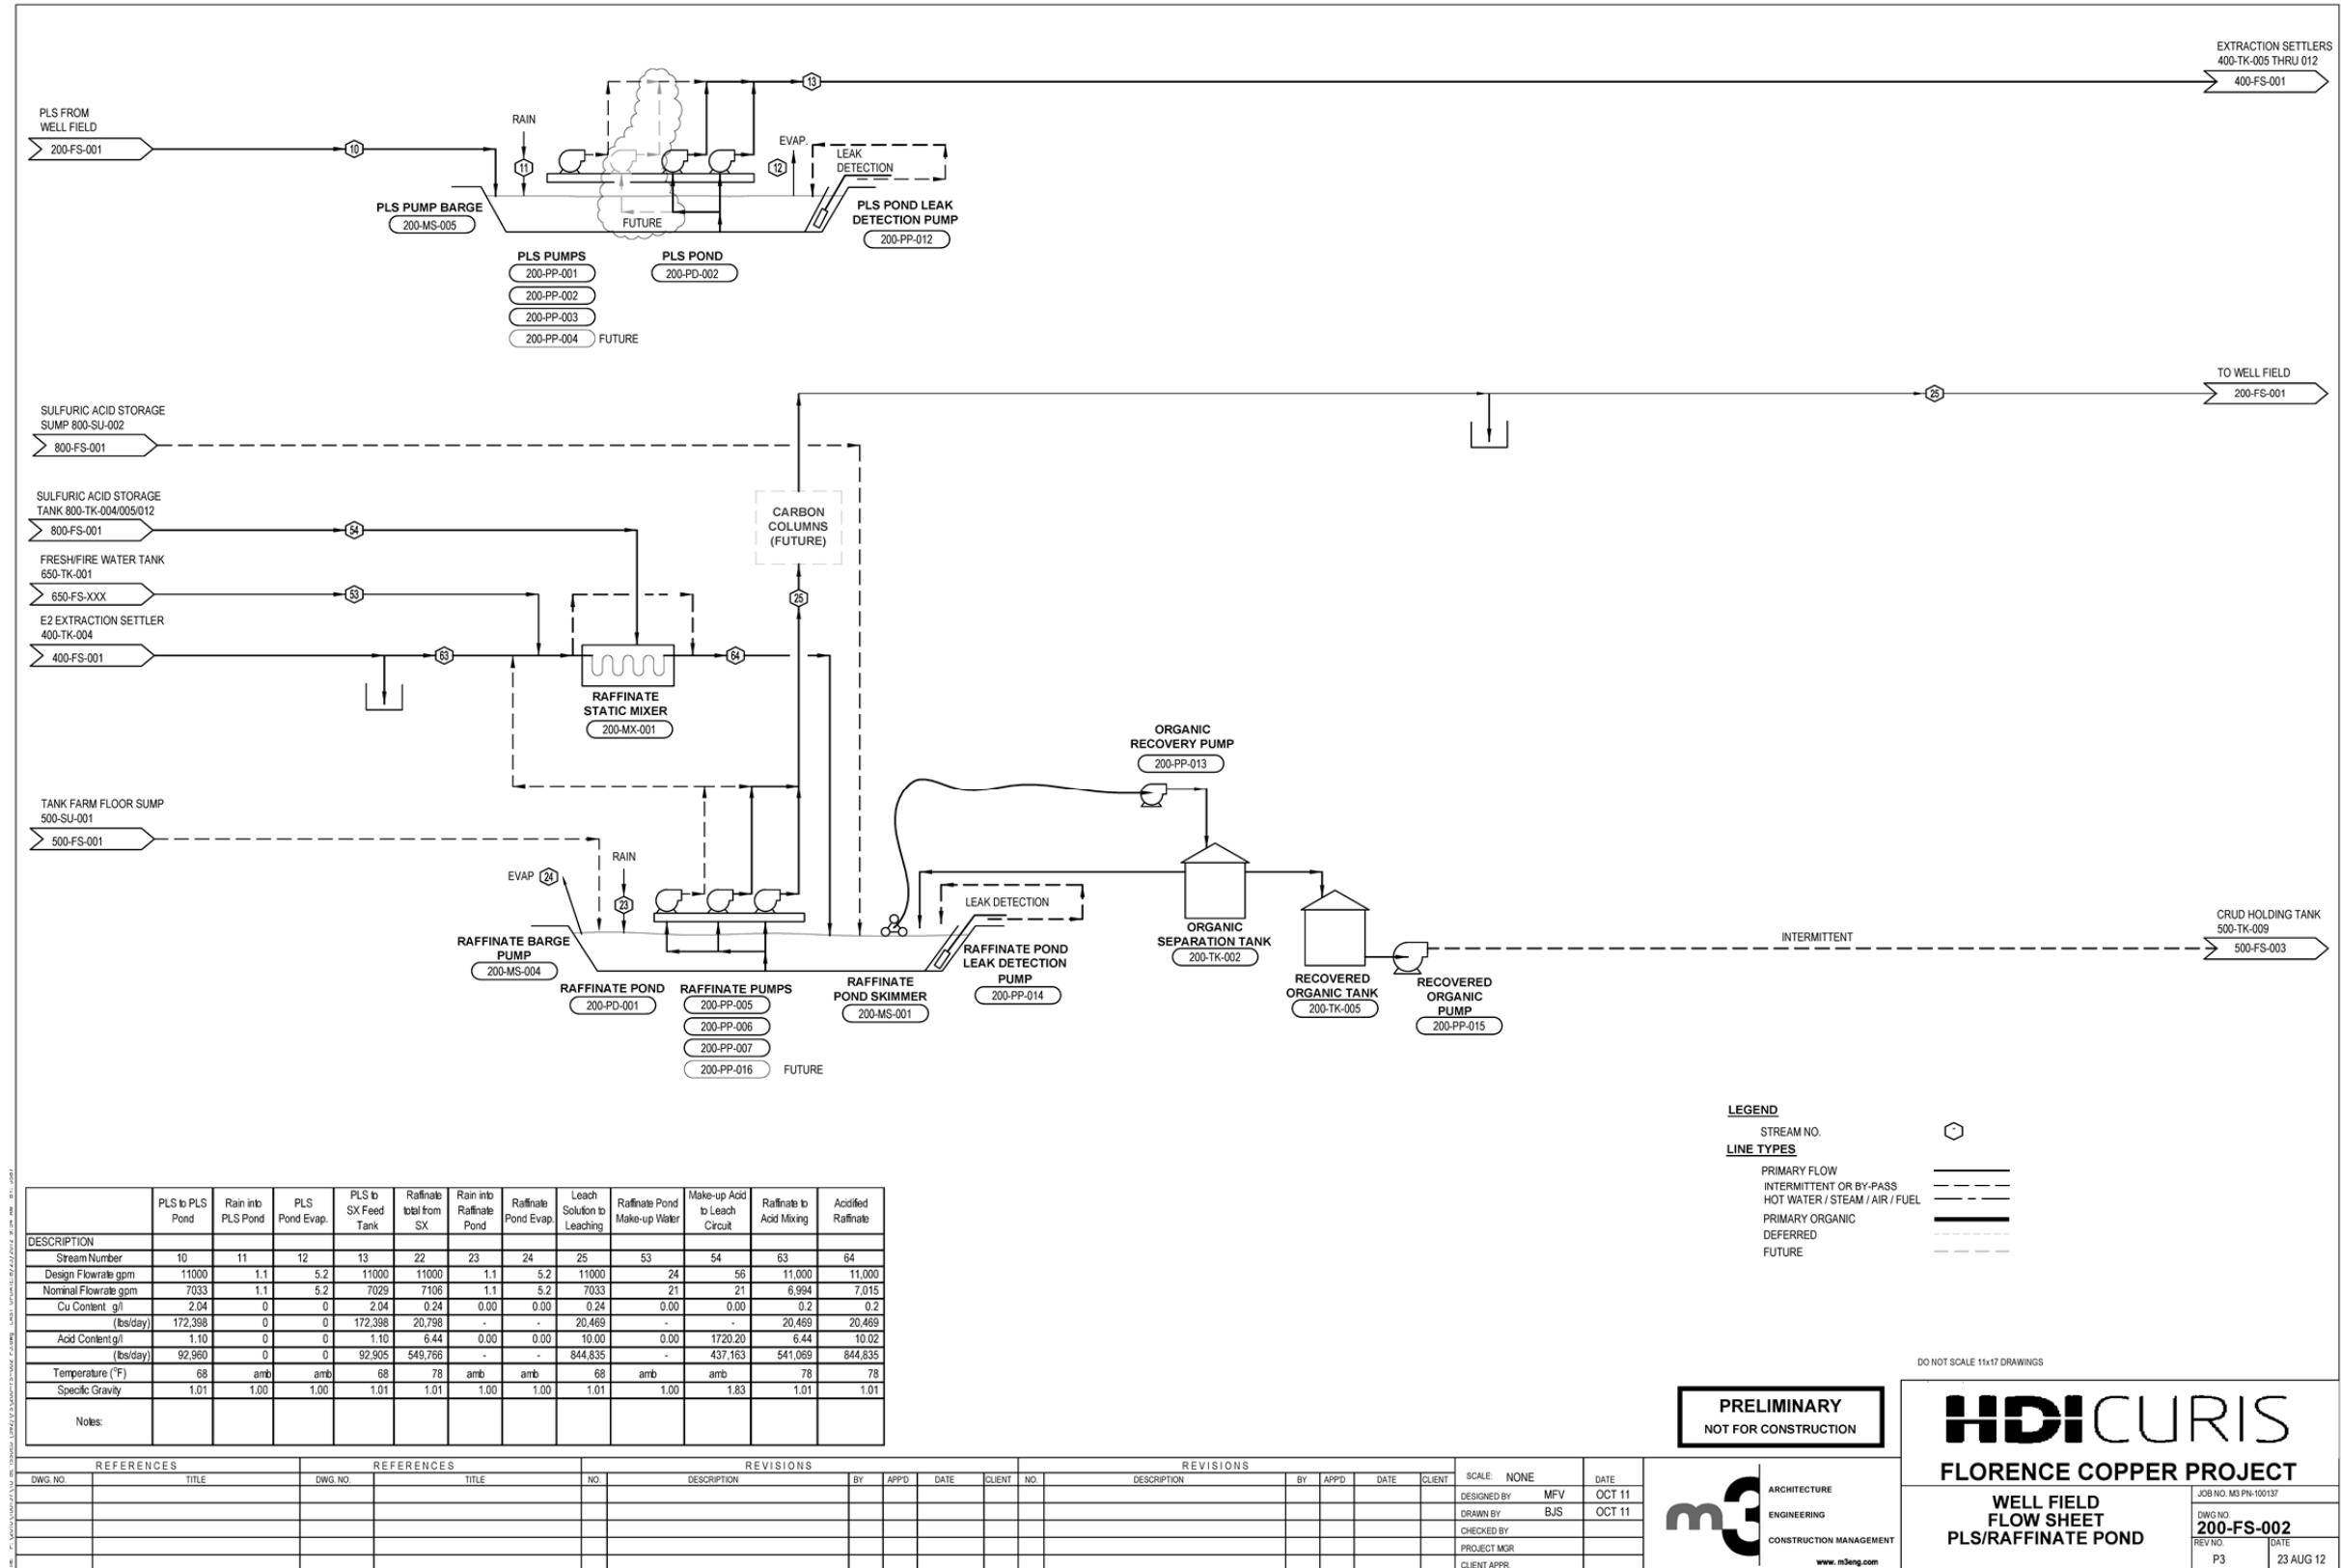 EXTRACTION SETTLERS
400-TK-005 THRU 012
400-FS-001
13
PLS FROM
WELL FIELD
200-FS-001
10
RAIN
11
EVAP.
12
LEAK
DETECTION
PLS PUMP BARGE
200-MS-005
FUTURE
PLS POND LEAK
DETECTION PUMP
200-PP-012
PLS PUMPS
200-PP-001
200-PP-002
200-PP-003
200-PP-004 FUTURE
PLS POND
200-PD-002
TO WELL FIELD
200-FS-001
25
SULFURIC ACID STORAGE
SUMP 800-SU-002
800-FS-001
SULFURIC ACID STORAGE
TANK 800-TK-004/005/012
800-FS-001
54
CARBON
COLUMNS
(FUTURE)
FRESH/FIRE WATER TANK
650-TK-001
650-FS-XXX
53
25
E2 EXTRACTION SETTLER
400-TK-004
400-FS-001
63
64
RAFFINATE
STATIC MIXER
200-MX-001
ORGANIC
RECOVERY PUMP
200-PP-013
TANK FARM FLOOR SUMP
500-SU-001
500-FS-001
RAIN
EVAP 24
23
LEAK DETECTION
RAFFINATE BARGE
PUMP
200-MS-004
RAFFINATE POND
200-PD-001
RAFFINATE PUMPS
200-PP-005
200-PP-006
200-PP-007
200-PP-016 FUTURE
RAFFINATE
POND SKIMMER
200-MS-001
RAFFINATE POND
LEAK DETECTION
PUMP
200-PP-014
ORGANIC
SEPARATION TANK
200-TK-002
RECOVERED
ORGANIC TANK
200-TK-005
RECOVERED
ORGANIC
PUMP
200-PP-015
INTERMITTENT
CRUD HOLDING TANK
500-TK-009
500-FS-003
LEGEND
STREAM NO.
LINE TYPES
PRIMARY FLOW
INTERMITTENT OR BY-PASS
HOT WATER / STEAM / AIR / FUEL
PRIMARY ORGANIC
DEFERRED
FUTURE
DESCRIPTION PLS to PLS Pond Rain into PLS Pond PLS Pond Evap. PLS to SX Feed Tank Raffinate total from SX Rain into Raffinate Pond Raffinate Pond Evap. Leach Solution to Leaching Raffinate Pond Make-up Water Make-up Acid to Leach Circuit Raffinate to Acid Mixing Acidified Raffinate
Stream Number 10 11 12 13 22 23 24 25 53 54 63 64
Design Flowrate gpm 11000 1.1 5.2 11000 11000 1.1 5.2 11000 24 56 11,000 11,000
Nominal Flowrate gpm 7033 1.1 5.2 7029 7106 1.1 5.2 7033 21 21 6,994 7,015
Cu Content g/l 2.04 0 0 2.04 0.24 0.00 0.00 0.24 0.00 0.00 0.2 0.2
(lbs/day) 172,398 0 0 172,398 20,798 - - 20,469 - - 20,469 20,469
Acid Content g/l 1.10 0 0 1.10 6.44 0.00 0.00 10.00 0.00 1720.20 6.44 10.02
(lbs/day) 92,960 0 0 92,905 549,766 - - 844,835 - 437,163 541,069 844,835
Temperature (°F) 68 amb amb 68 78 amb amb 68 amb amb 78 78
Specific Gravity 1.01 1.00 1.00 1.01 1.01 1.00 1.00 1.01 1.00 1.83 1.01 1.01
Notes:
DO NOT SCALE 11x17 DRAWINGS
PRELIMINARY
NOT FOR CONSTRUCTION
HDI CURIS
FLORENCE COPPER PROJECT
WELL FIELD
FLOW SHEET
PLS/RAFFINATE POND
JOB NO. M3 PN-100137
DWG NO.
200-FS-002
REV NO. DATE
P3 23 AUG 12
REFERENCES REFERENCES REVISIONS REVISIONS
DWG. NO. TITLE DWG. NO. TITLE NO. DESCRIPTION BY APP'D DATE CLIENT NO. DESCRIPTION BY APP'D DATE CLIENT
SCALE: NONE DATE
DESIGNED BY MFV OCT 11
DRAWN BY BJS OCT 11
CHECKED BY
PROJECT MGR
CLIENT APPR.
m3
ARCHITECTURE
ENGINEERING
CONSTRUCTION MANAGEMENT
www. m3eng.com